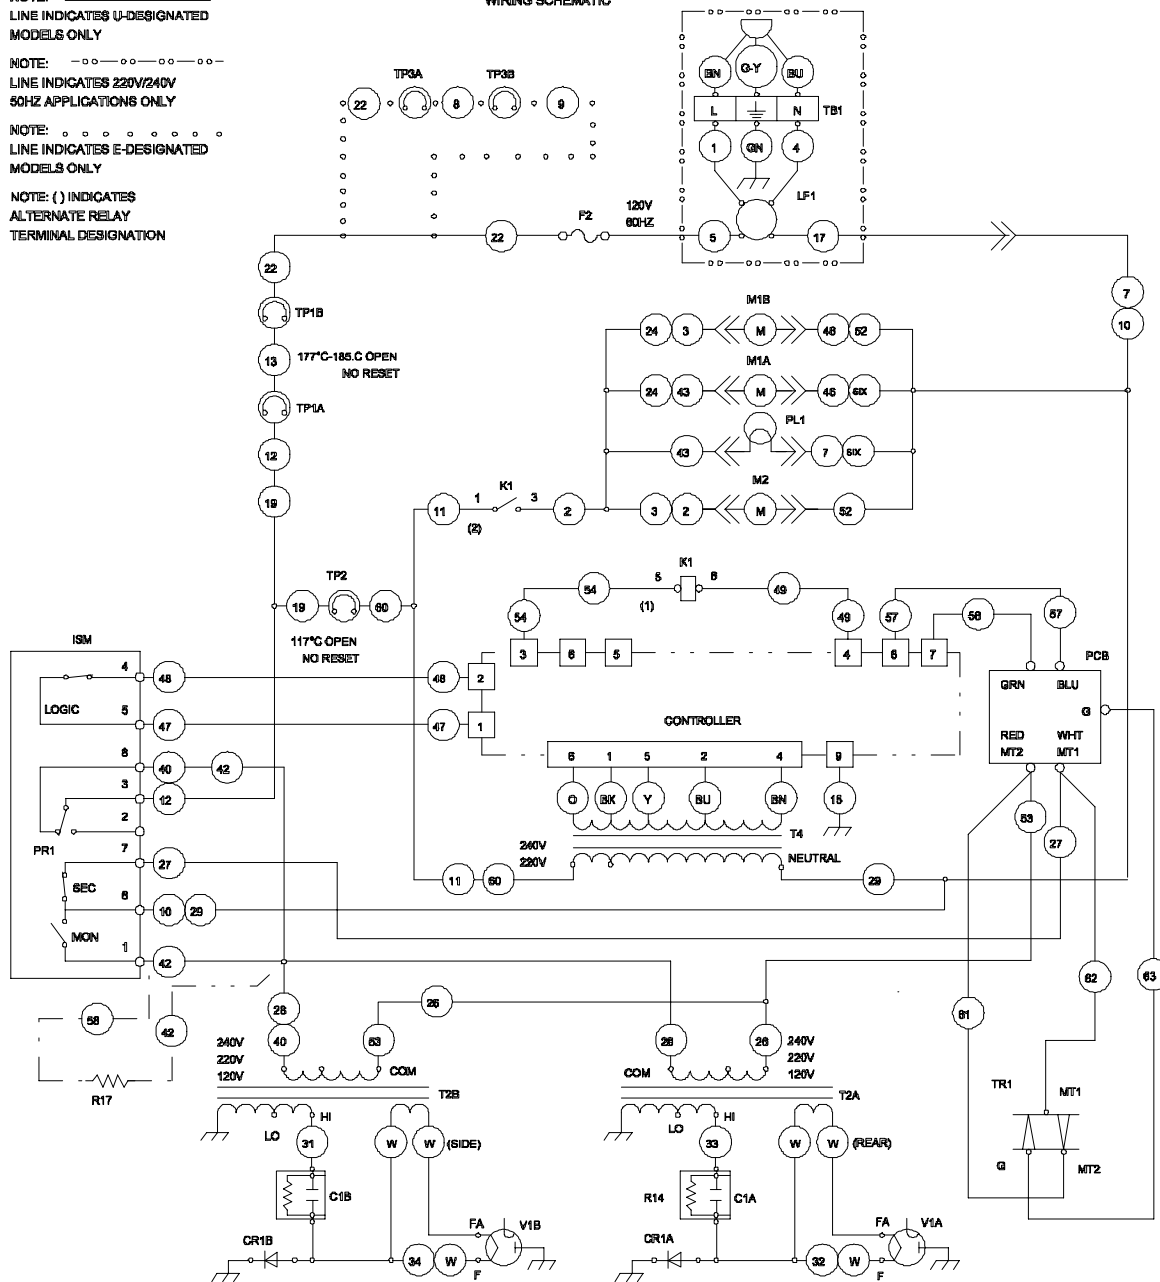 NOTE:
WIRING SCHEMATIC
LINE INDICATES U-DESIGNATED
MODELS ONLY
NOTE:
LINE INDICATES 220V/240V
50HZ APPLICATIONS ONLY
NOTE:
LINE INDICATES E-DESIGNATED
MODELS ONLY
NOTE: ( ) INDICATES
ALTERNATE RELAY
TERMINAL DESIGNATION
TP3A
TP3B
22
8
9
BN
G-Y
BU
L
N
TB1
1
GN
4
LF1
120V
60HZ
F2
22
5
17
22
7
10
TP1B
13
177°C-185.C OPEN
NO RESET
TP1A
12
19
M1B
24
3
M
48
52
M1A
24
43
M
46
SIX
PL1
43
7
SIX
M2
3
2
M
52
11
1
K1
3
2
(2)
TP2
19
60
117°C OPEN
NO RESET
K1
54
5
6
49
(1)
54
49
57
56
57
3
6
5
4
6
7
PCB
GRN
BLU
G
RED
WHT
MT2
MT1
ISM
4
48
48
2
LOGIC
5
47
47
1
CONTROLLER
8
40
42
3
12
2
PR1
6
1
5
2
4
9
O
BK
Y
BU
BN
15
T4
240V
220V
NEUTRAL
11
60
29
53
27
7
27
SEC
6
10
29
MON
1
42
58
42
R17
28
40
25
53
240V
220V
120V
COM
T2B
LO
HI
31
W
W
(SIDE)
C1B
CR1B
34
W
FA
F
V1B
28
26
240V
220V
120V
COM
T2A
LO
HI
33
W
W
(REAR)
R14
C1A
CR1A
32
W
FA
F
V1A
61
62
63
TR1
MT1
G
MT2